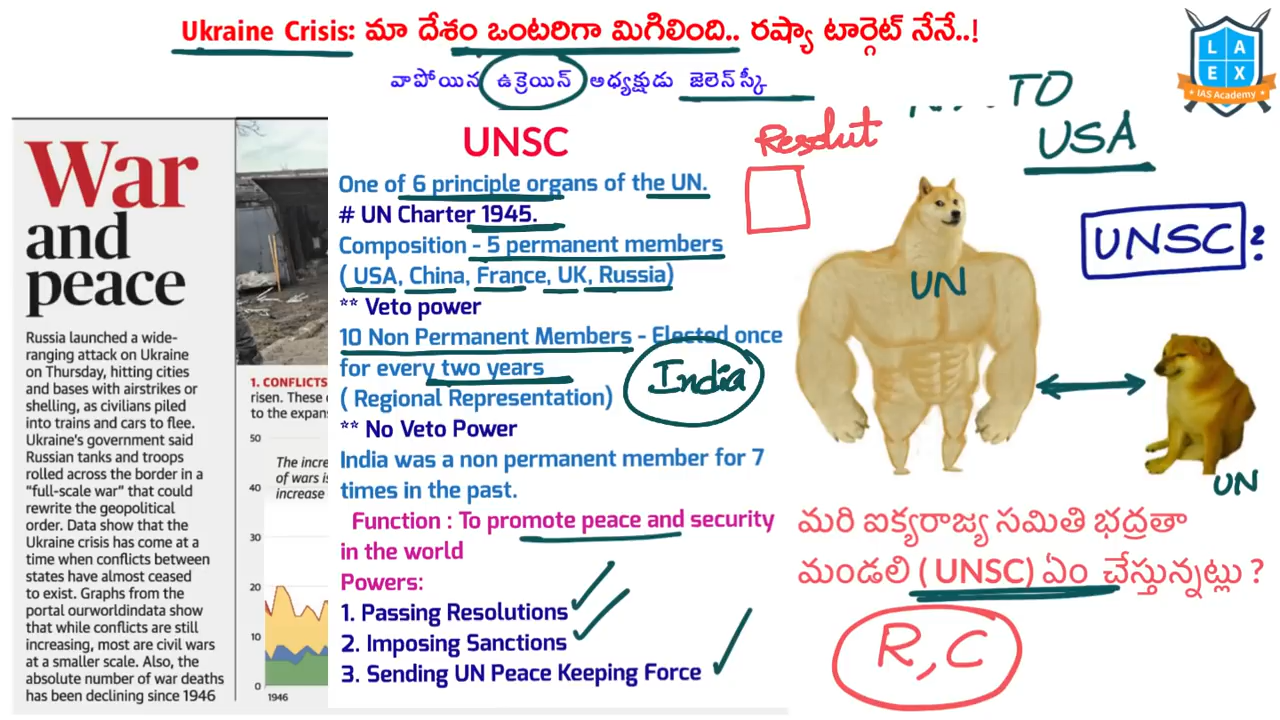 Ukraine Crisis: మా దేశం ఒంటరిగా మిగిలింది.. రష్యా టార్గెట్ నేనే..!
వాపోయిన ఉక్రెయిన్ అధ్యక్షుడు జెలెన్‌స్కీ
LAEX
IAS Academy
TO
USA
War
and
peace
Russia launched a wide-
ranging attack on Ukraine
on Thursday, hitting cities
and bases with airstrikes or
shelling, as civilians piled
into trains and cars to flee.
Ukraine's government said
Russian tanks and troops
rolled across the border in a
"full-scale war" that could
rewrite the geopolitical
order. Data show that the
Ukraine crisis has come at a
time when conflicts between
states have almost ceased
to exist. Graphs from the
portal ourworldindata show
that while conflicts are still
increasing, most are civil wars
at a smaller scale. Also, the
absolute number of war deaths
has been declining since 1946
1. CONFLICTS
risen. These
to the expan
50
The incre
of wars is
increase
40
30
20
10
0
1946
UNSC
One of 6 principle organs of the UN.
# UN Charter 1945.
Composition - 5 permanent members
( USA, China, France, UK, Russia)
** Veto power
10 Non Permanent Members - Elected once
for every two years
( Regional Representation)
** No Veto Power
India was a non permanent member for 7
times in the past.
Function : To promote peace and security
in the world
Powers:
1. Passing Resolutions
2. Imposing Sanctions
3. Sending UN Peace Keeping Force
India
Resolut
UNSC?
UN
UN
మరి ఐక్యరాజ్య సమితి భద్రతా
మండలి ( UNSC) ఏం చేస్తున్నట్లు ?
R, C